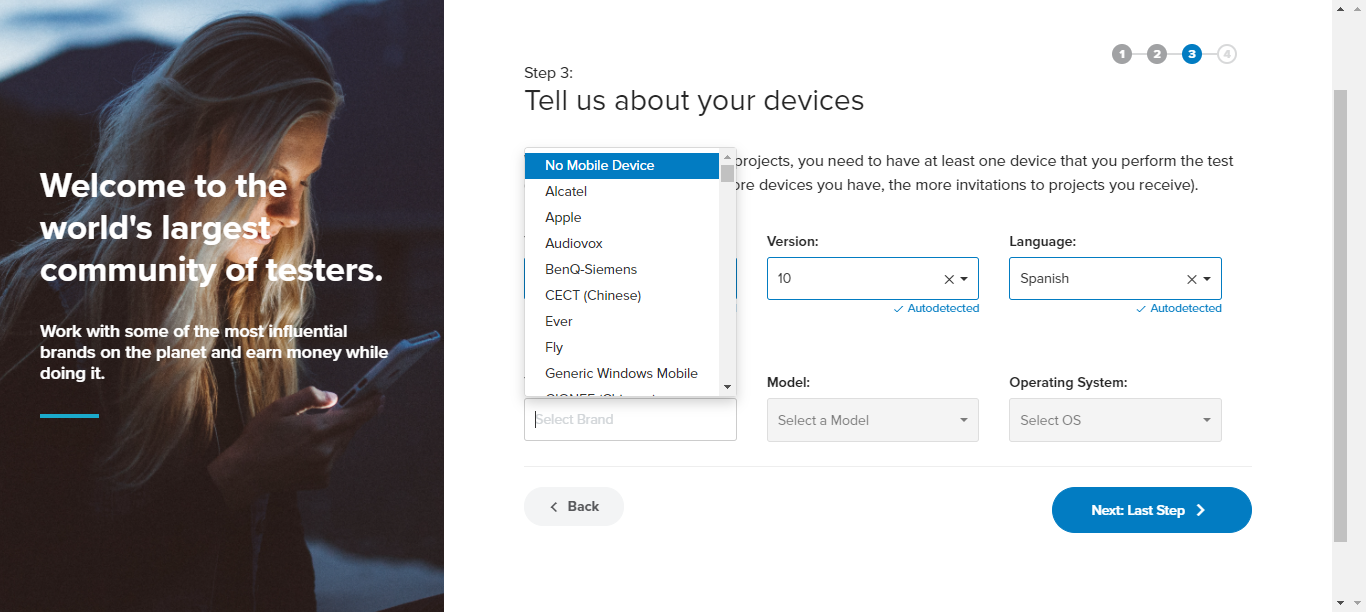 Welcome to the
world's largest
community of testers.
Work with some of the most influential
brands on the planet and earn money while
doing it.
1 2 3 4
Step 3:
Tell us about your devices
projects, you need to have at least one device that you perform the test
ore devices you have, the more invitations to projects you receive).
No Mobile Device
Alcatel
Apple
Audiovox
BenQ-Siemens
CECT (Chinese)
Ever
Fly
Generic Windows Mobile
Version:
10
Autodetected
Language:
Spanish
Autodetected
Select Brand
Model:
Select a Model
Operating System:
Select OS
Back
Next: Last Step